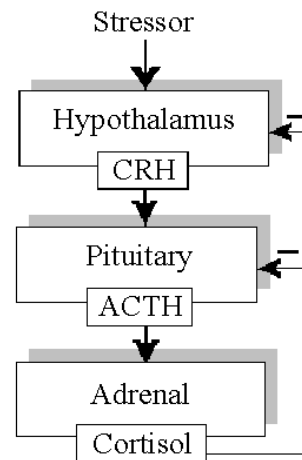 Stressor
Hypothalamus
CRH
Pituitary
ACTH
Adrenal
Cortisol